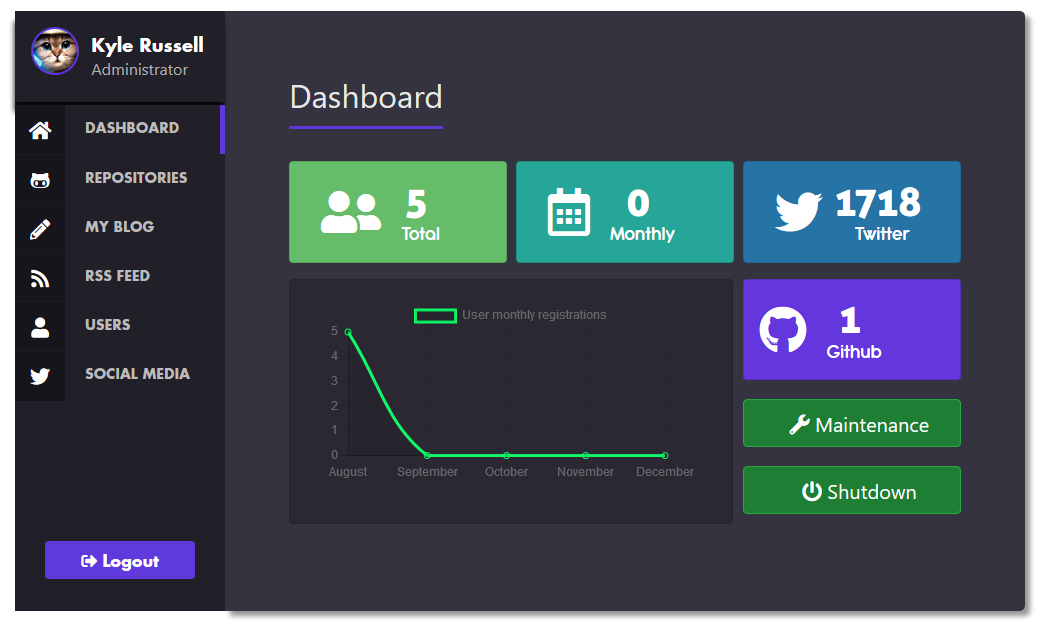 Kyle Russell
Administrator
DASHBOARD
REPOSITORIES
MY BLOG
RSS FEED
USERS
SOCIAL MEDIA
Logout
Dashboard
5
Total
0
Monthly
1718
Twitter
User monthly registrations
5
4
3
2
1
0
August September October November December
1
Github
Maintenance
Shutdown